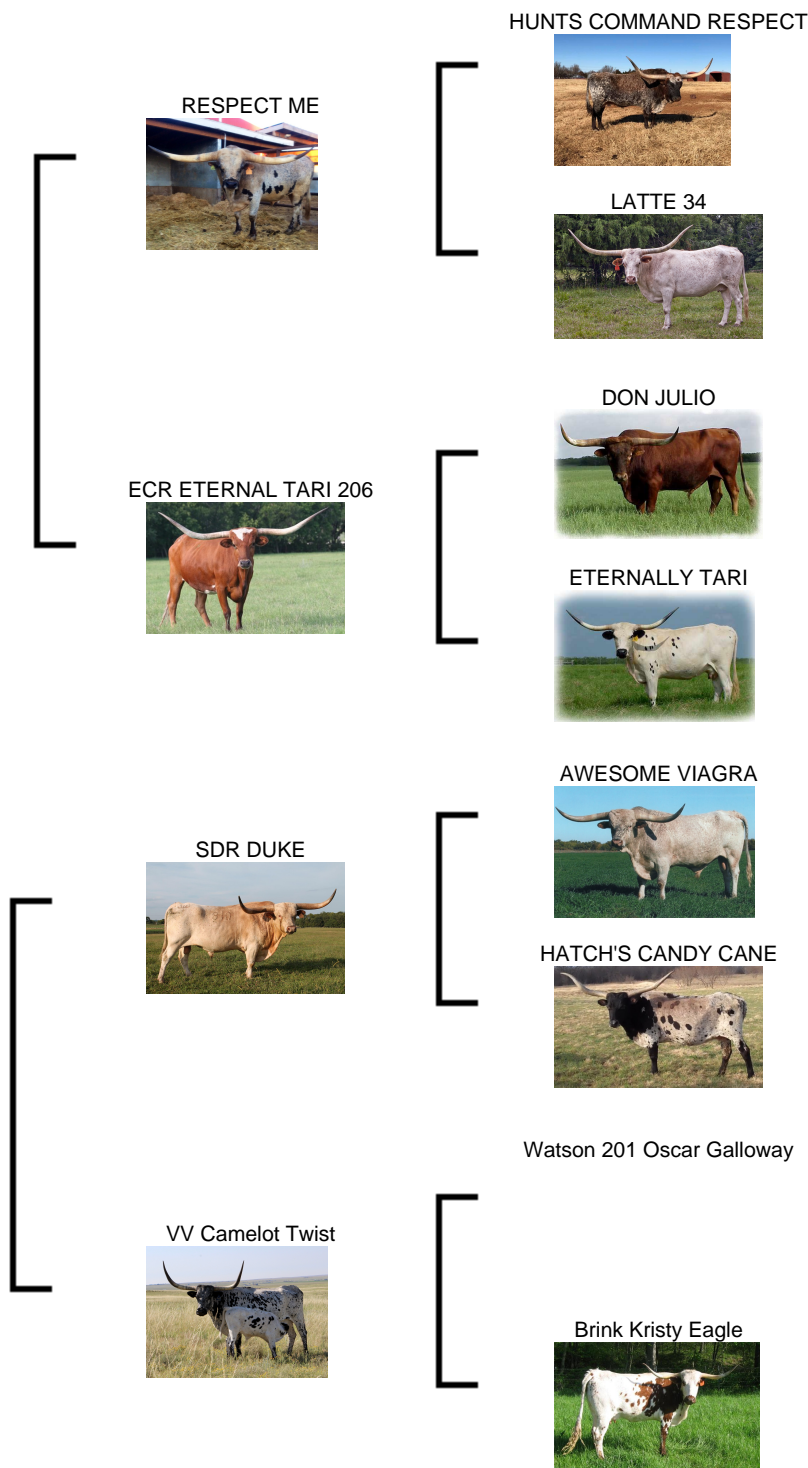 HUNTS COMMAND RESPECT
RESPECT ME
LATTE 34
DON JULIO
ECR ETERNAL TARI 206
ETERNALLY TARI
AWESOME VIAGRA
SDR DUKE
HATCH'S CANDY CANE
Watson 201 Oscar Galloway
VV Camelot Twist
Brink Kristy Eagle